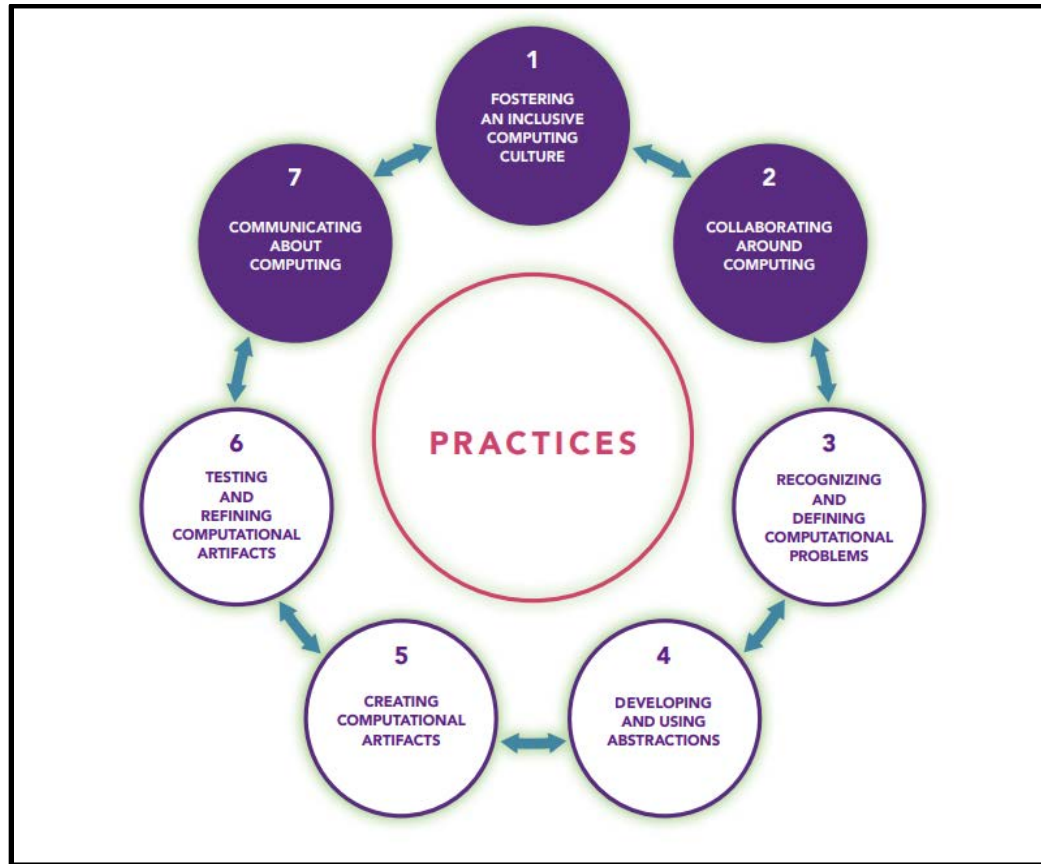 1
FOSTERING
AN INCLUSIVE
COMPUTING
CULTURE
2
COLLABORATING
AROUND
COMPUTING
3
RECOGNIZING
AND
DEFINING
COMPUTATIONAL
PROBLEMS
4
DEVELOPING
AND USING
ABSTRACTIONS
5
CREATING
COMPUTATIONAL
ARTIFACTS
6
TESTING
AND
REFINING
COMPUTATIONAL
ARTIFACTS
7
COMMUNICATING
ABOUT
COMPUTING
PRACTICES